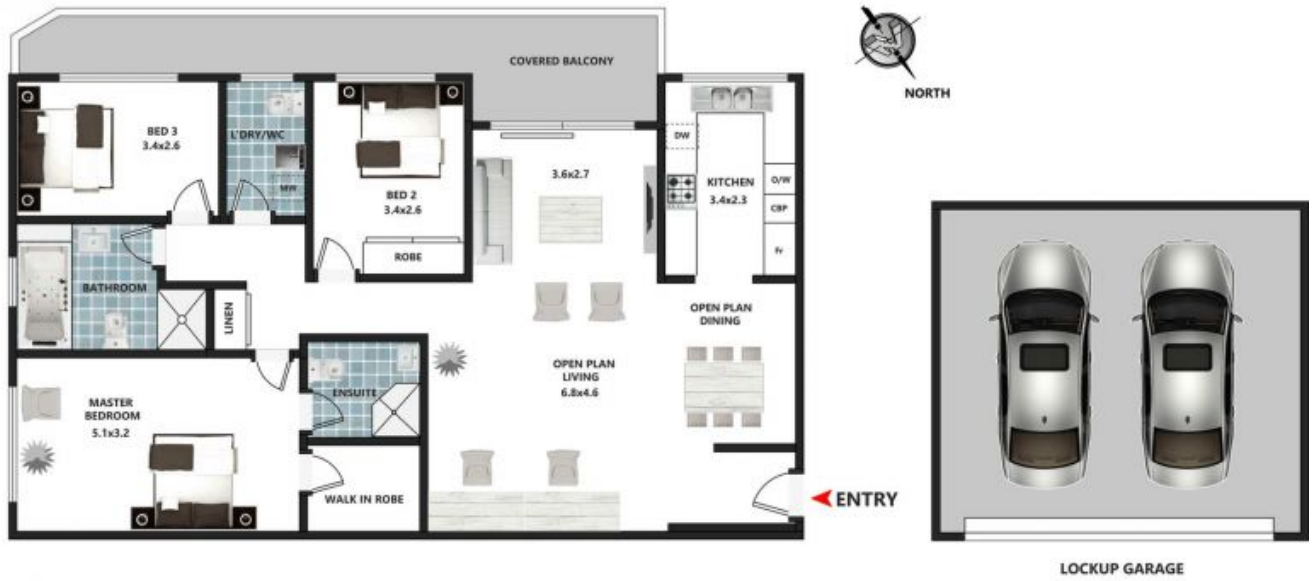 COVERED BALCONY
NORTH
BED 3
3.4x2.6
L'DRY/WC
MW
BED 2
3.4x2.6
ROBE
3.6x2.7
DW
KITCHEN
3.4x2.3
O/W
CBP
Fr
BATHROOM
LINEN
OPEN PLAN
DINING
OPEN PLAN
LIVING
6.8x4.6
MASTER
BEDROOM
5.1x3.2
ENSUITE
WALK IN ROBE
ENTRY
LOCKUP GARAGE